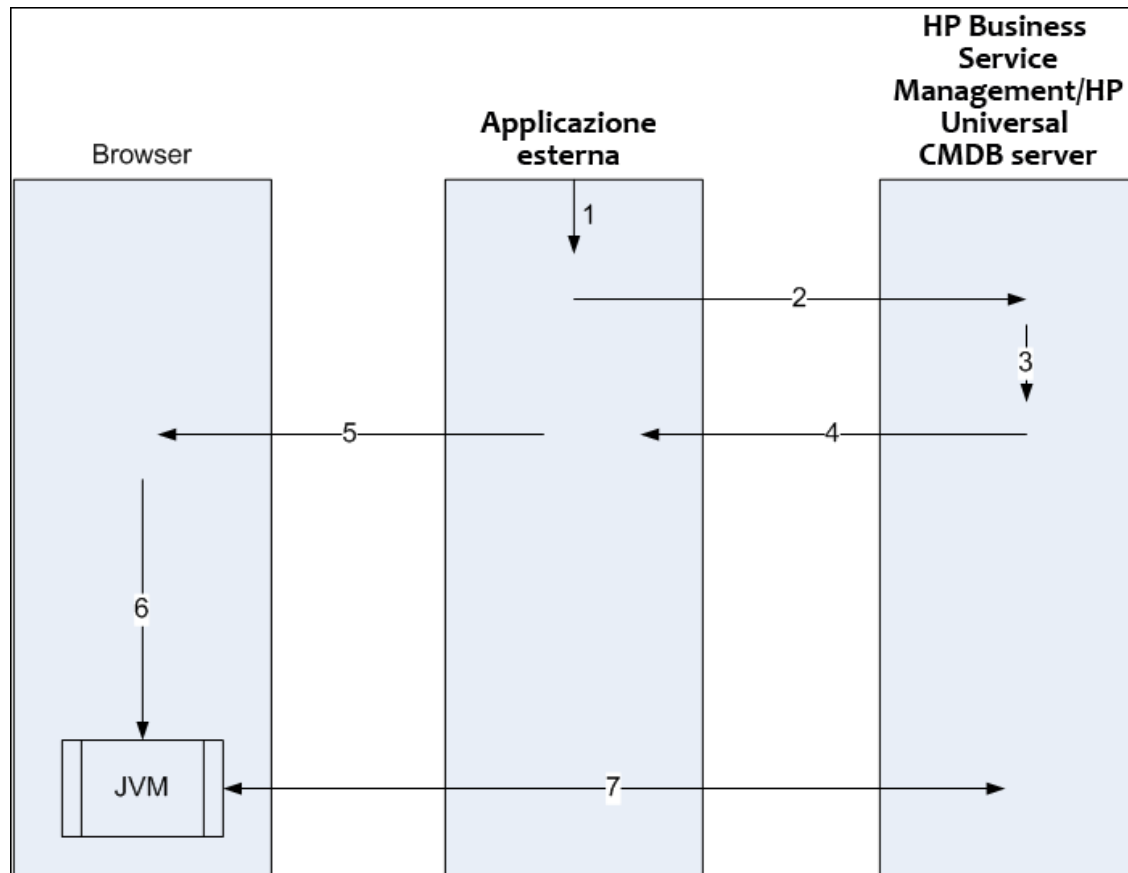 Browser
Applicazione
esterna
HP Business
Service
Management/HP
Universal
CMDB server
1
2
3
4
5
6
JVM
7